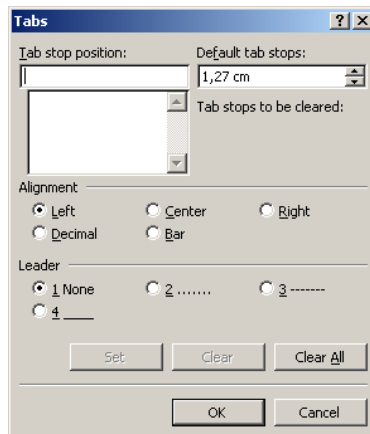 Tabs
Tab stop position: Default tab stops:
1,27 cm
Tab stops to be cleared:
Alignment
Left Center Right
Decimal Bar
Leader
1 None 2 ....... 3 -------
4 ____
Set Clear Clear All
OK Cancel